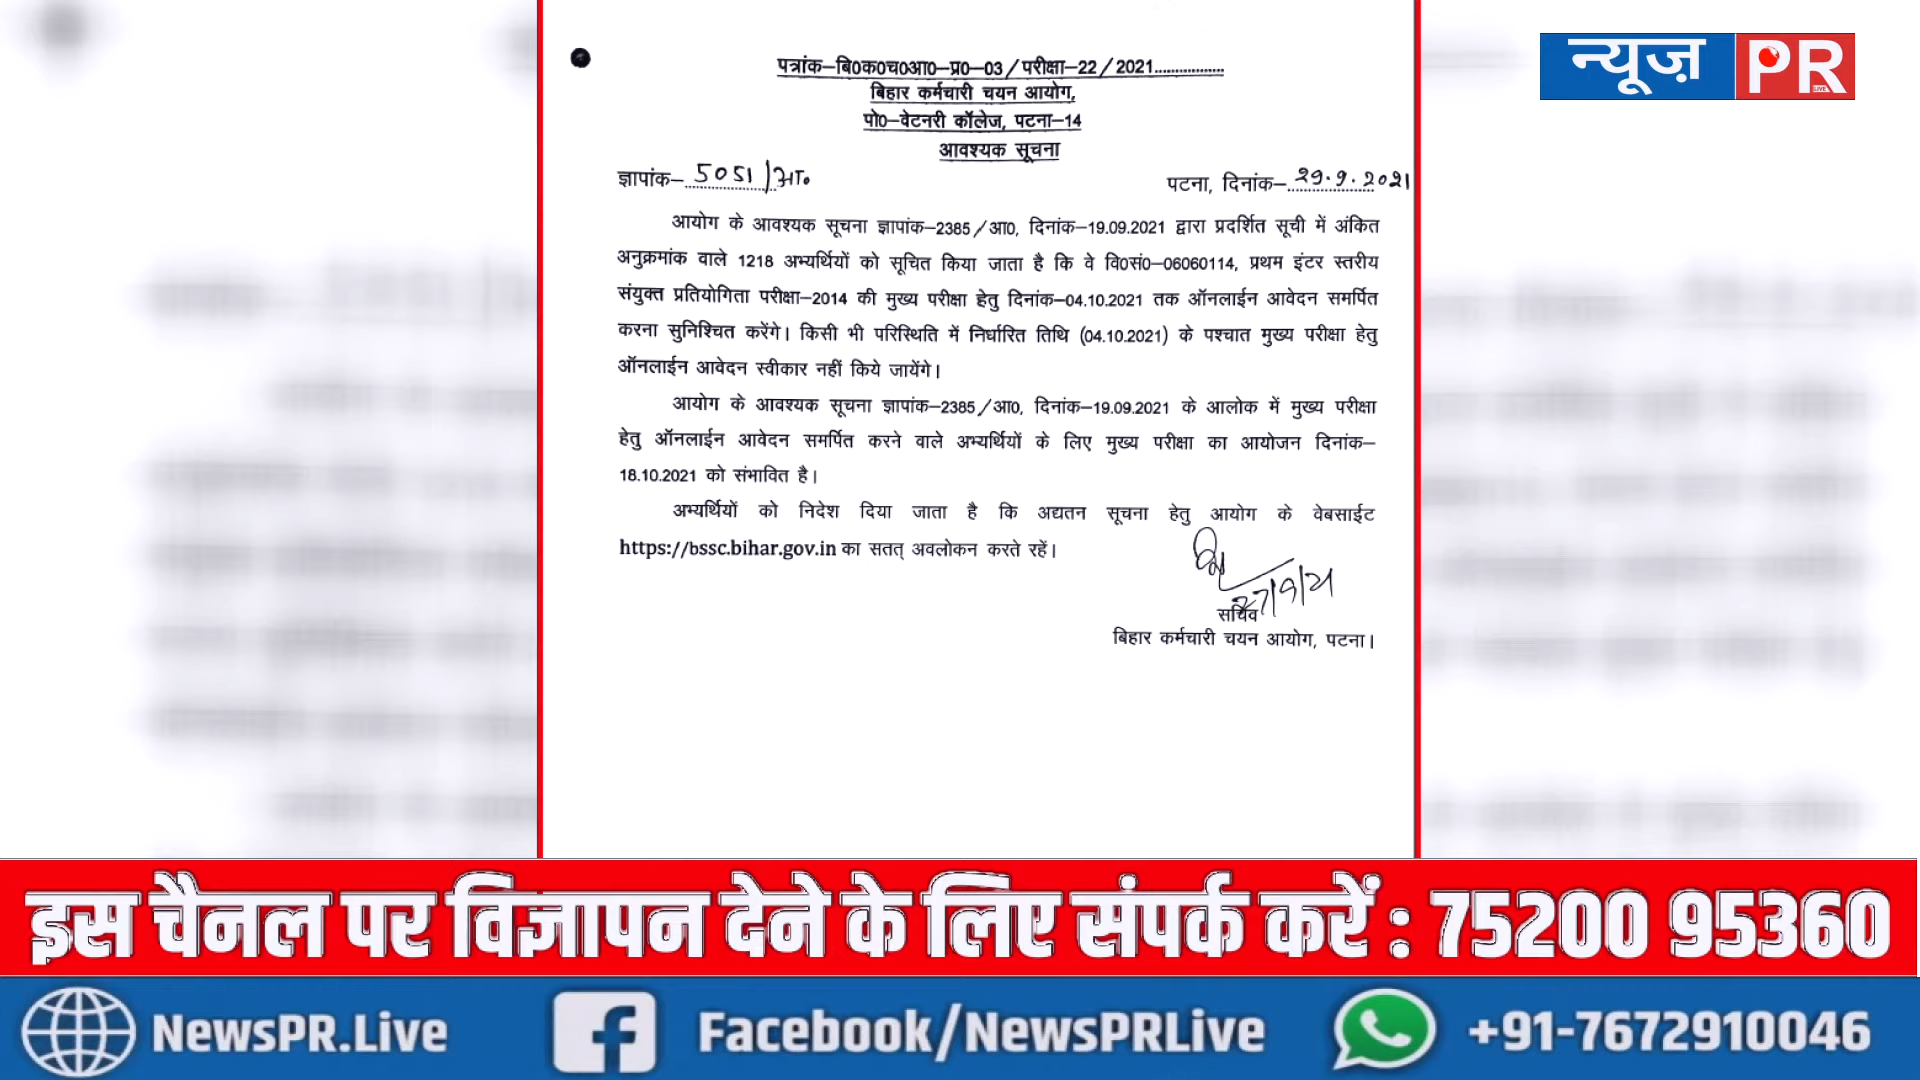 न्यूज़ PR
LIVE
पत्रांक–बि0क0च0आ0–प्र0–03/परीक्षा–22/2021................
बिहार कर्मचारी चयन आयोग,
पो0–वेटनरी कॉलेज, पटना–14
आवश्यक सूचना
ज्ञापांक– 5051/आ0
पटना, दिनांक– 29.9.2021
आयोग के आवश्यक सूचना ज्ञापांक–2385/आ0, दिनांक–19.09.2021 द्वारा प्रदर्शित सूची में अंकित
अनुक्रमांक वाले 1218 अभ्यर्थियों को सूचित किया जाता है कि वे वि0सं0–06060114, प्रथम इंटर स्तरीय
संयुक्त प्रतियोगिता परीक्षा–2014 की मुख्य परीक्षा हेतु दिनांक–04.10.2021 तक ऑनलाईन आवेदन समर्पित
करना सुनिश्चित करेंगे। किसी भी परिस्थिति में निर्धारित तिथि (04.10.2021) के पश्चात मुख्य परीक्षा हेतु
ऑनलाईन आवेदन स्वीकार नहीं किये जायेंगे।
आयोग के आवश्यक सूचना ज्ञापांक–2385/आ0, दिनांक–19.09.2021 के आलोक में मुख्य परीक्षा
हेतु ऑनलाईन आवेदन समर्पित करने वाले अभ्यर्थियों के लिए मुख्य परीक्षा का आयोजन दिनांक–
18.10.2021 को संभावित है।
अभ्यर्थियों को निदेश दिया जाता है कि अद्यतन सूचना हेतु आयोग के वेबसाईट
https://bssc.bihar.gov.in का सतत् अवलोकन करते रहें।
सचिव
बिहार कर्मचारी चयन आयोग, पटना।
इस चैनल पर विज्ञापन देने के लिए संपर्क करें : 75200 95360
NewsPR.Live Facebook/NewsPRLive +91-7672910046